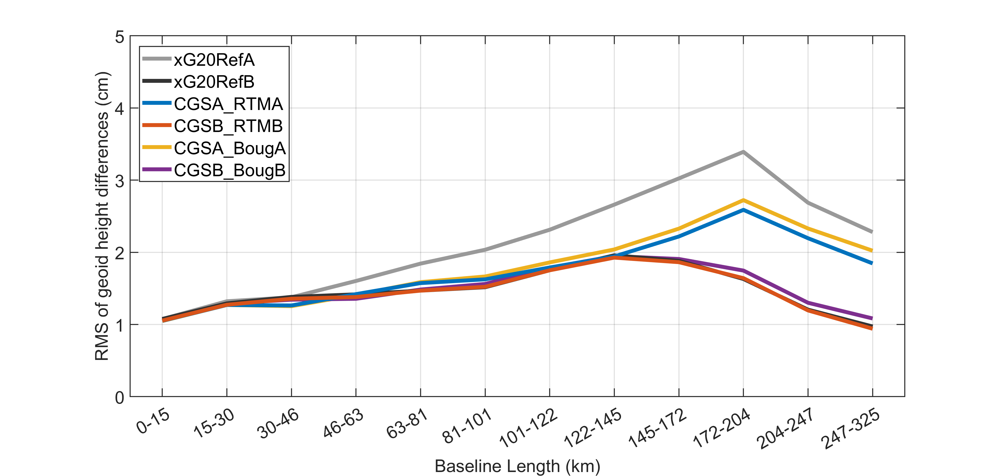 RMS of geoid height differences (cm)
5
4
3
2
1
0
xG20RefA
xG20RefB
CGSA_RTMA
CGSB_RTMB
CGSA_BougA
CGSB_BougB
0-15
15-30
30-46
46-63
63-81
81-101
101-122
122-145
145-172
172-204
204-247
247-325
Baseline Length (km)